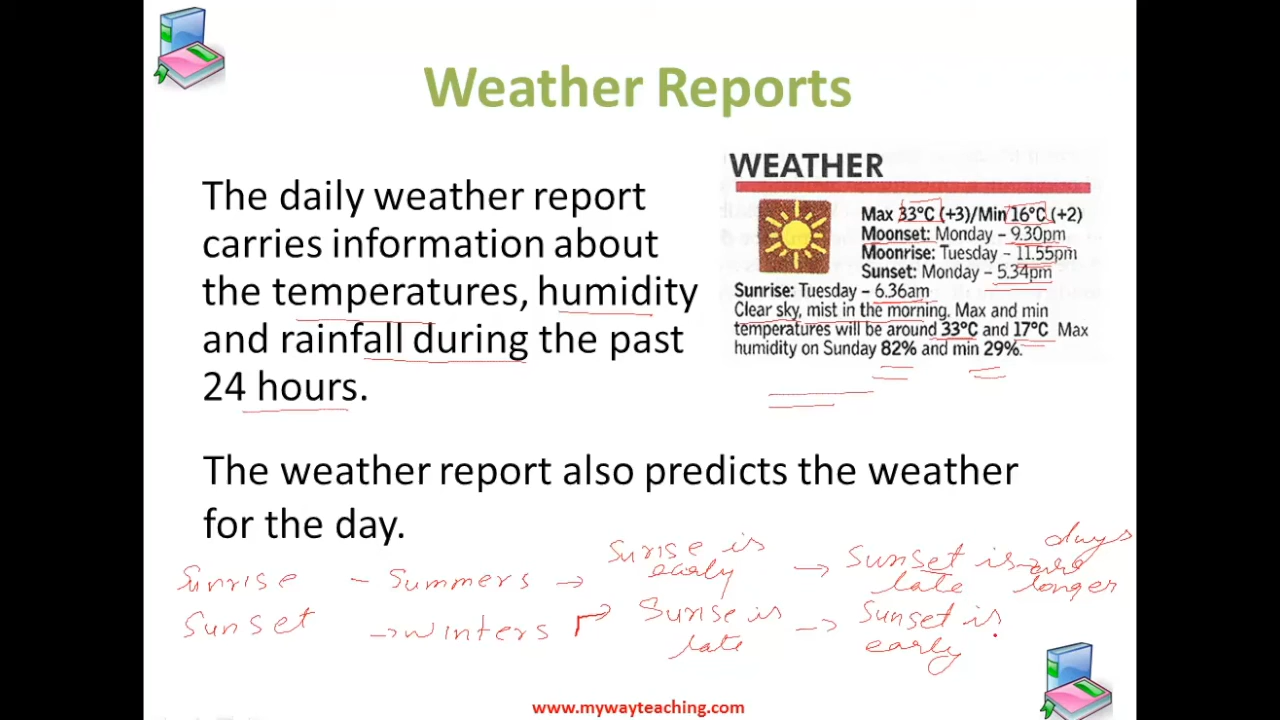 Weather Reports
The daily weather report
carries information about
the temperatures, humidity
and rainfall during the past
24 hours.
WEATHER
Max 33°C (+3)/Min 16°C (+2)
Moonset: Monday – 9.30pm
Moonrise: Tuesday – 11.55pm
Sunset: Monday – 5.34pm
Sunrise: Tuesday – 6.36am
Clear sky, mist in the morning. Max and min
temperatures will be around 33°C and 17°C Max
humidity on Sunday 82% and min 29%.
The weather report also predicts the weather
for the day.
Sunrise – Summers → Surise is early → Sunset is late → days are longer
Sunset → winters → Surise is late → Sunset is early
www.mywayteaching.com